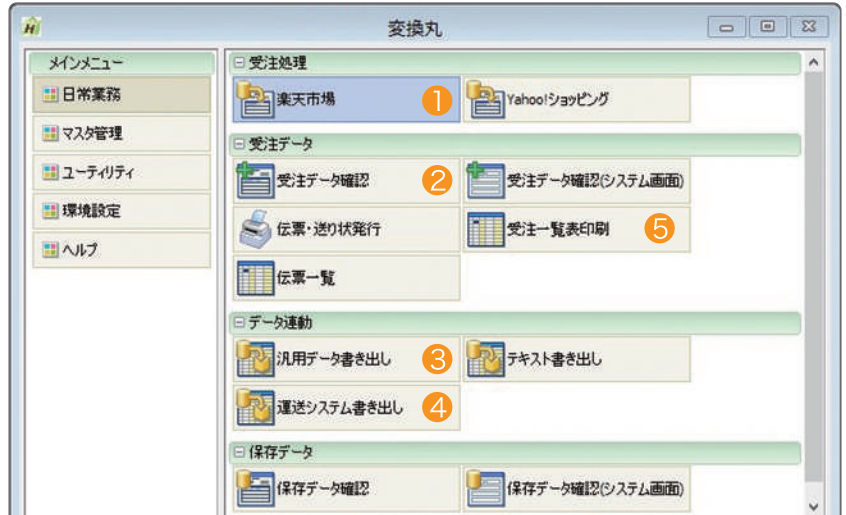 変換丸
メインメニュー
日常業務
マスタ管理
ユーティリティ
環境設定
ヘルプ
受注処理
楽天市場 ❶ Yahoo!ショッピング
受注データ
受注データ確認 ❷ 受注データ確認(システム画面)
伝票・送り状発行 受注一覧表印刷 ❺
伝票一覧
データ連動
汎用データ書き出し ❸ テキスト書き出し
運送システム書き出し ❹
保存データ
保存データ確認 保存データ確認(システム画面)